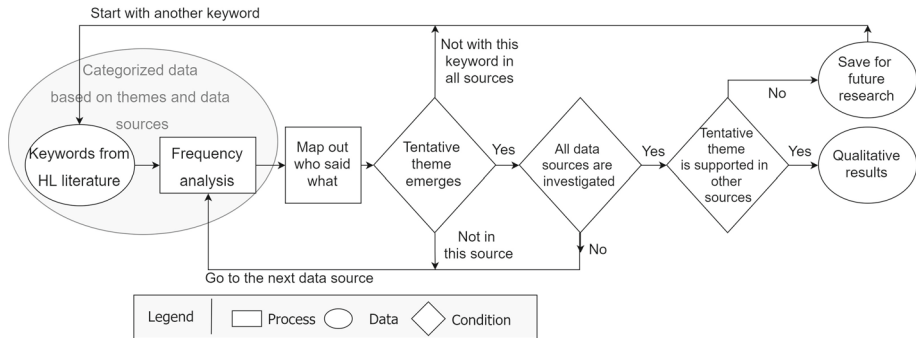 Start with another keyword
Categorized data
based on themes and data
sources
Keywords from
HL literature
Frequency
analysis
Map out
who said
what
Not with this
keyword in
all sources
Tentative
theme
emerges
Yes
Not in
this source
All data
sources are
investigated
Yes
No
Tentative
theme
is supported in
other
sources
No
Yes
Save for
future
research
Qualitative
results
Go to the next data source
Legend
Process
Data
Condition